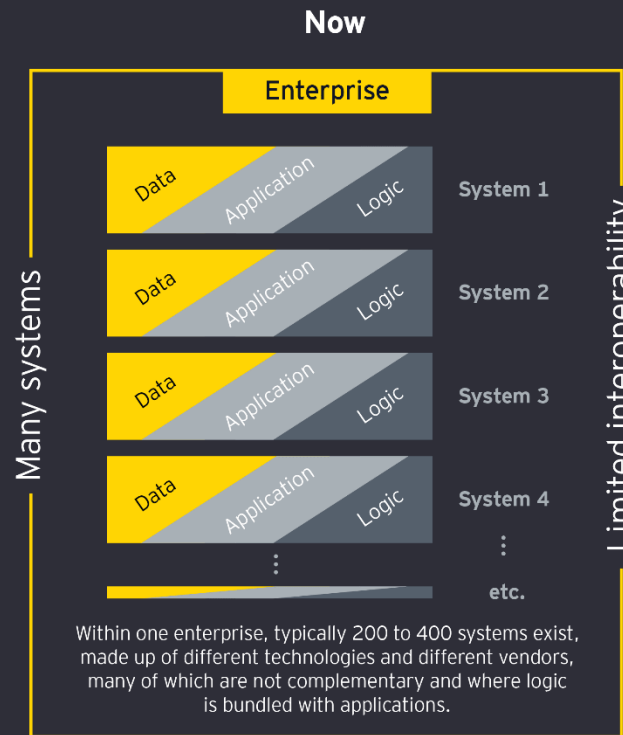 Now
Enterprise
Many systems
Data
Application
Logic
System 1
Data
Application
Logic
System 2
Data
Application
Logic
System 3
Data
Application
Logic
System 4
etc.
Limited interoperability
Within one enterprise, typically 200 to 400 systems exist,
made up of different technologies and different vendors,
many of which are not complementary and where logic
is bundled with applications.